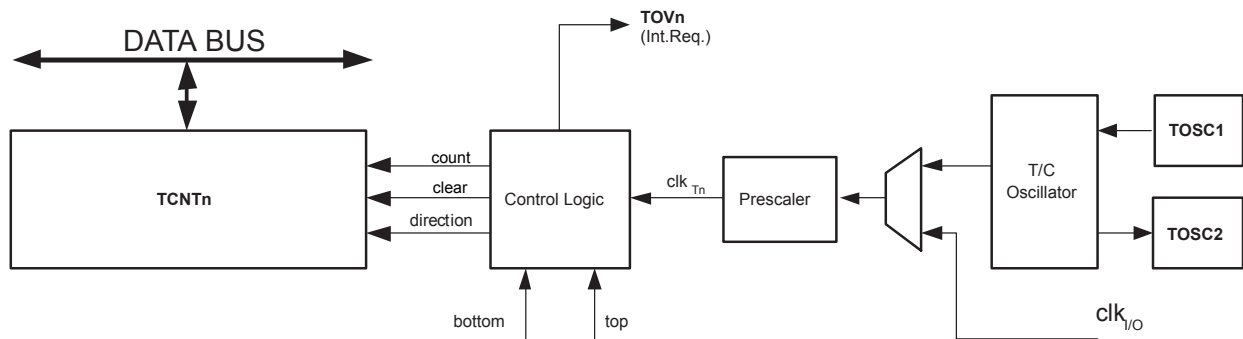 TOVn
(Int.Req.)
DATA BUS
TOSC1
count
T/C
Oscillator
clk Tn
TCNTn
clear
Control Logic
Prescaler
direction
TOSC2
bottom
top
clk I/O